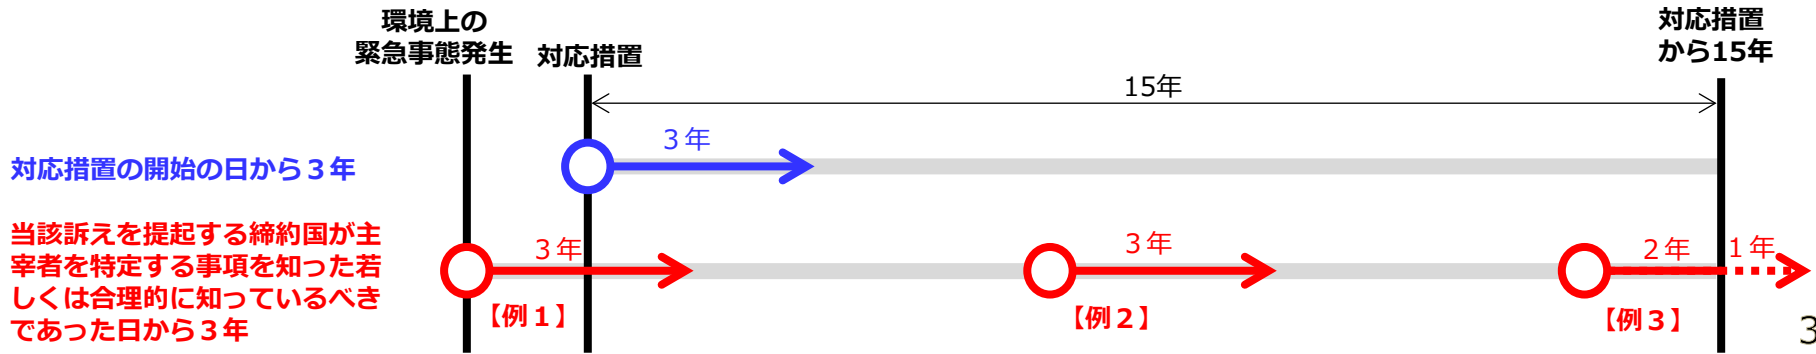 環境上の
緊急事態発生
対応措置
対応措置
から15年
15年
３年
対応措置の開始の日から３年
当該訴えを提起する締約国が主
宰者を特定する事項を知った若
しくは合理的に知っているべき
であった日から３年
３年
３年
２年
１年
【例１】
【例２】
【例３】
3